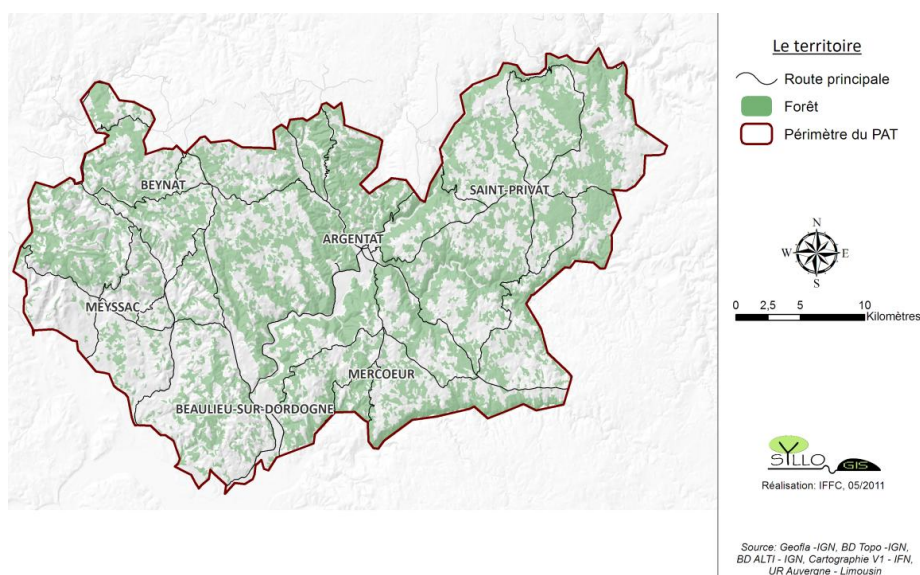 BEYNAT
SAINT-PRIVAT
ARGENTAT
MEYSSAC
MERCOEUR
BEAULIEU-SUR-DORDOGNE
Le territoire
Route principale
Forêt
Périmètre du PAT
N
W E
S
0 2,5 5 10
Kilomètres
SYLLO
GIS
Réalisation: IFFC, 05/2011
Source: Geofla -IGN, BD Topo -IGN,
BD ALTI - IGN, Cartographie V1 - IFN,
UR Auvergne - Limousin